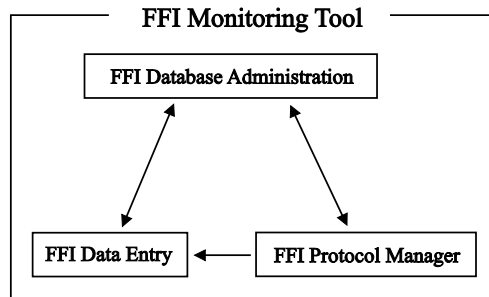 FFI Monitoring Tool
FFI Database Administration
FFI Data Entry
FFI Protocol Manager